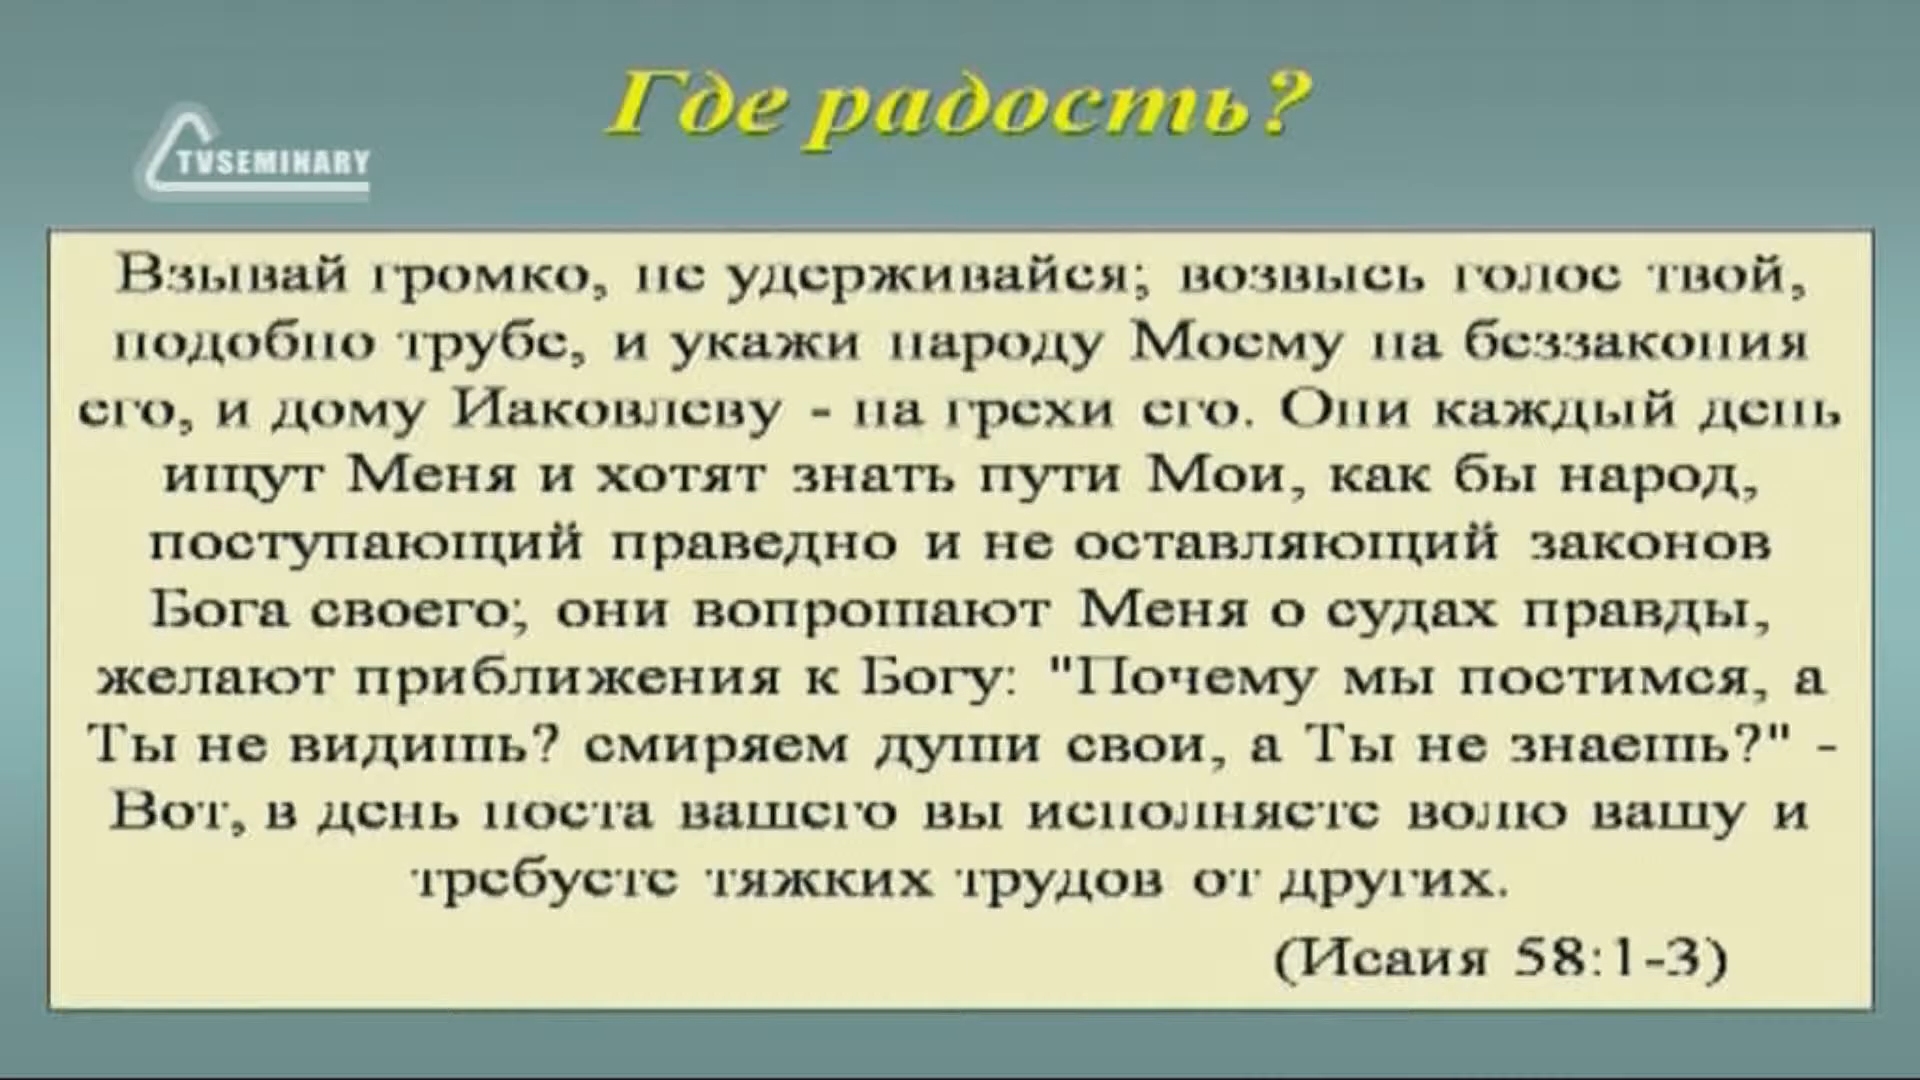 Где радость?
TVSEMINARY
Взывай громко, не удерживайся; возвысь голос твой,
подобно трубе, и укажи народу Моему на беззакония
его, и дому Иаковлеву - на грехи его. Они каждый день
ищут Меня и хотят знать пути Мои, как бы народ,
поступающий праведно и не оставляющий законов
Бога своего; они вопрошают Меня о судах правды,
желают приближения к Богу: "Почему мы постимся, а
Ты не видишь? смиряем души свои, а Ты не знаешь?" -
Вот, в день поста вашего вы исполняете волю вашу и
требуете тяжких трудов от других.
(Исаия 58:1-3)